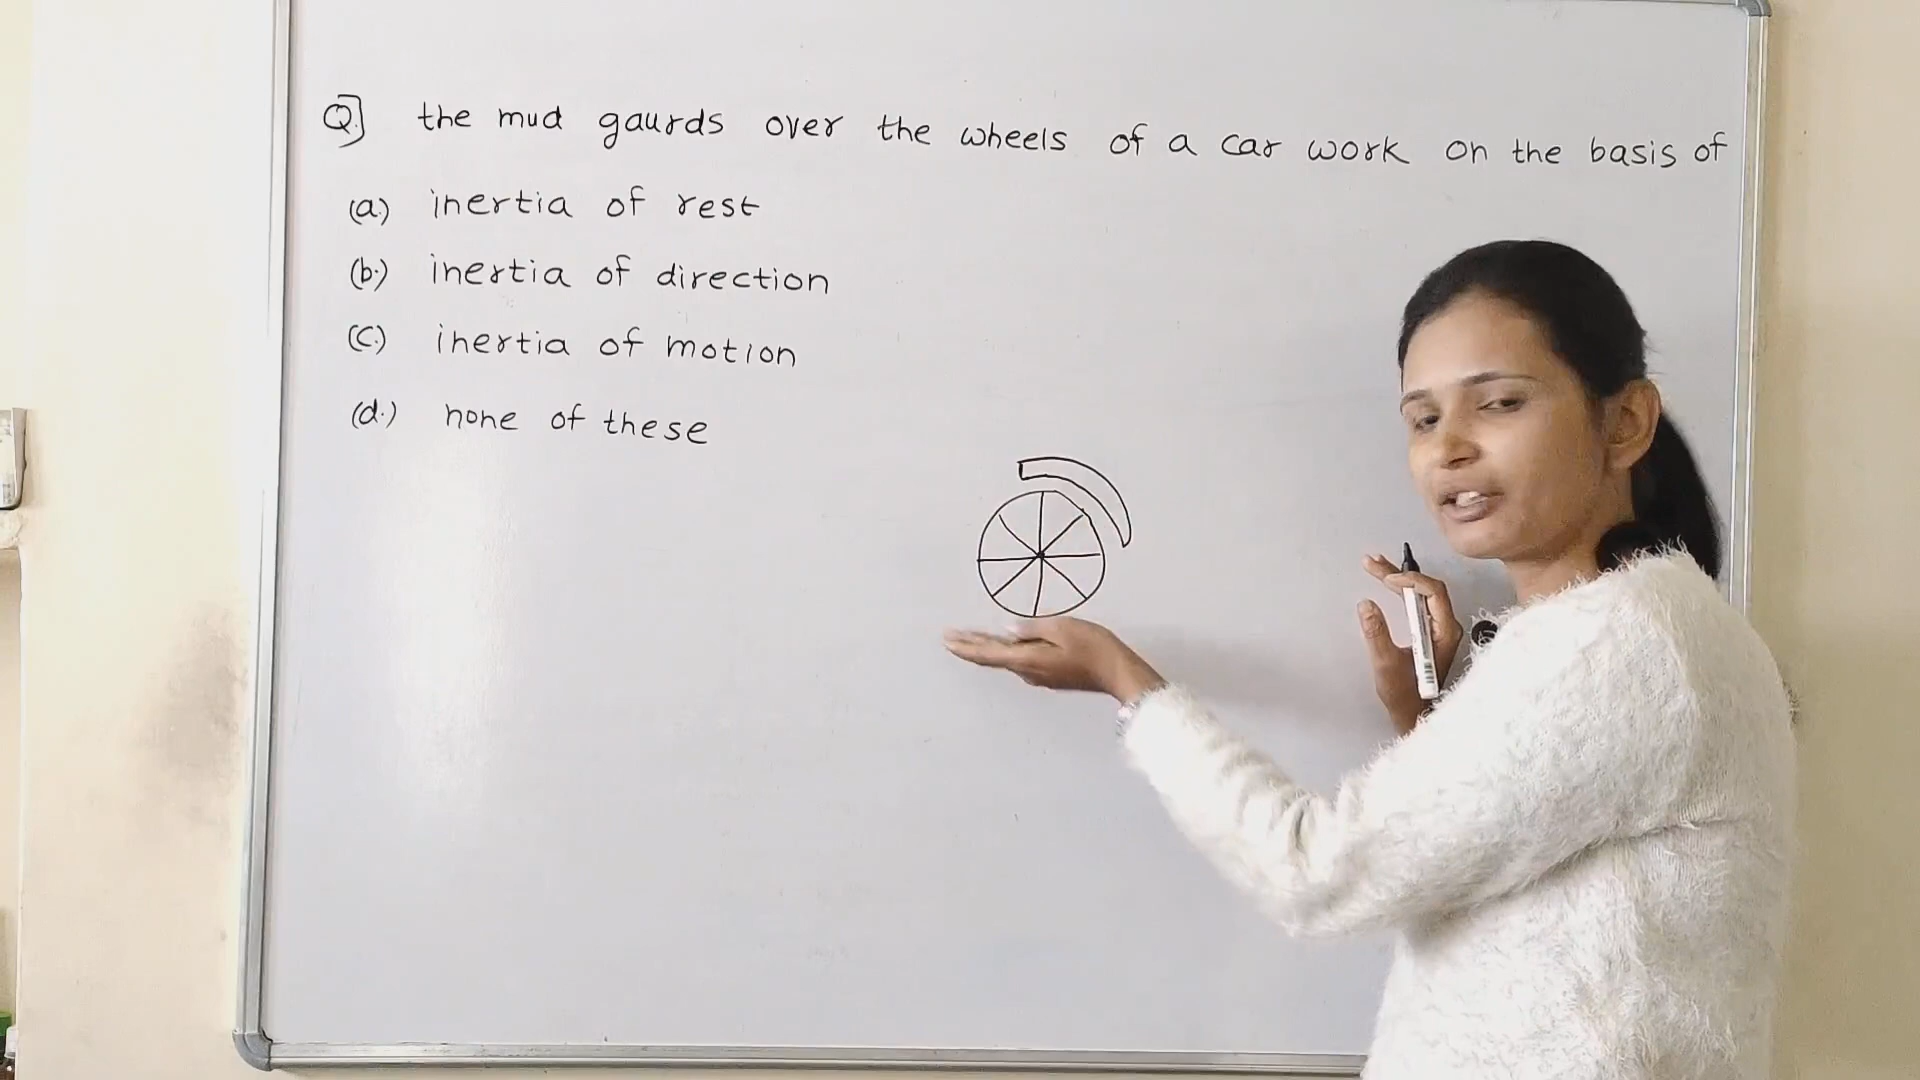 Q.] the mud gaurds over the wheels of a car work on the basis of
(a.) inertia of rest
(b.) inertia of direction
(C.) inertia of motion
(d.) none of these